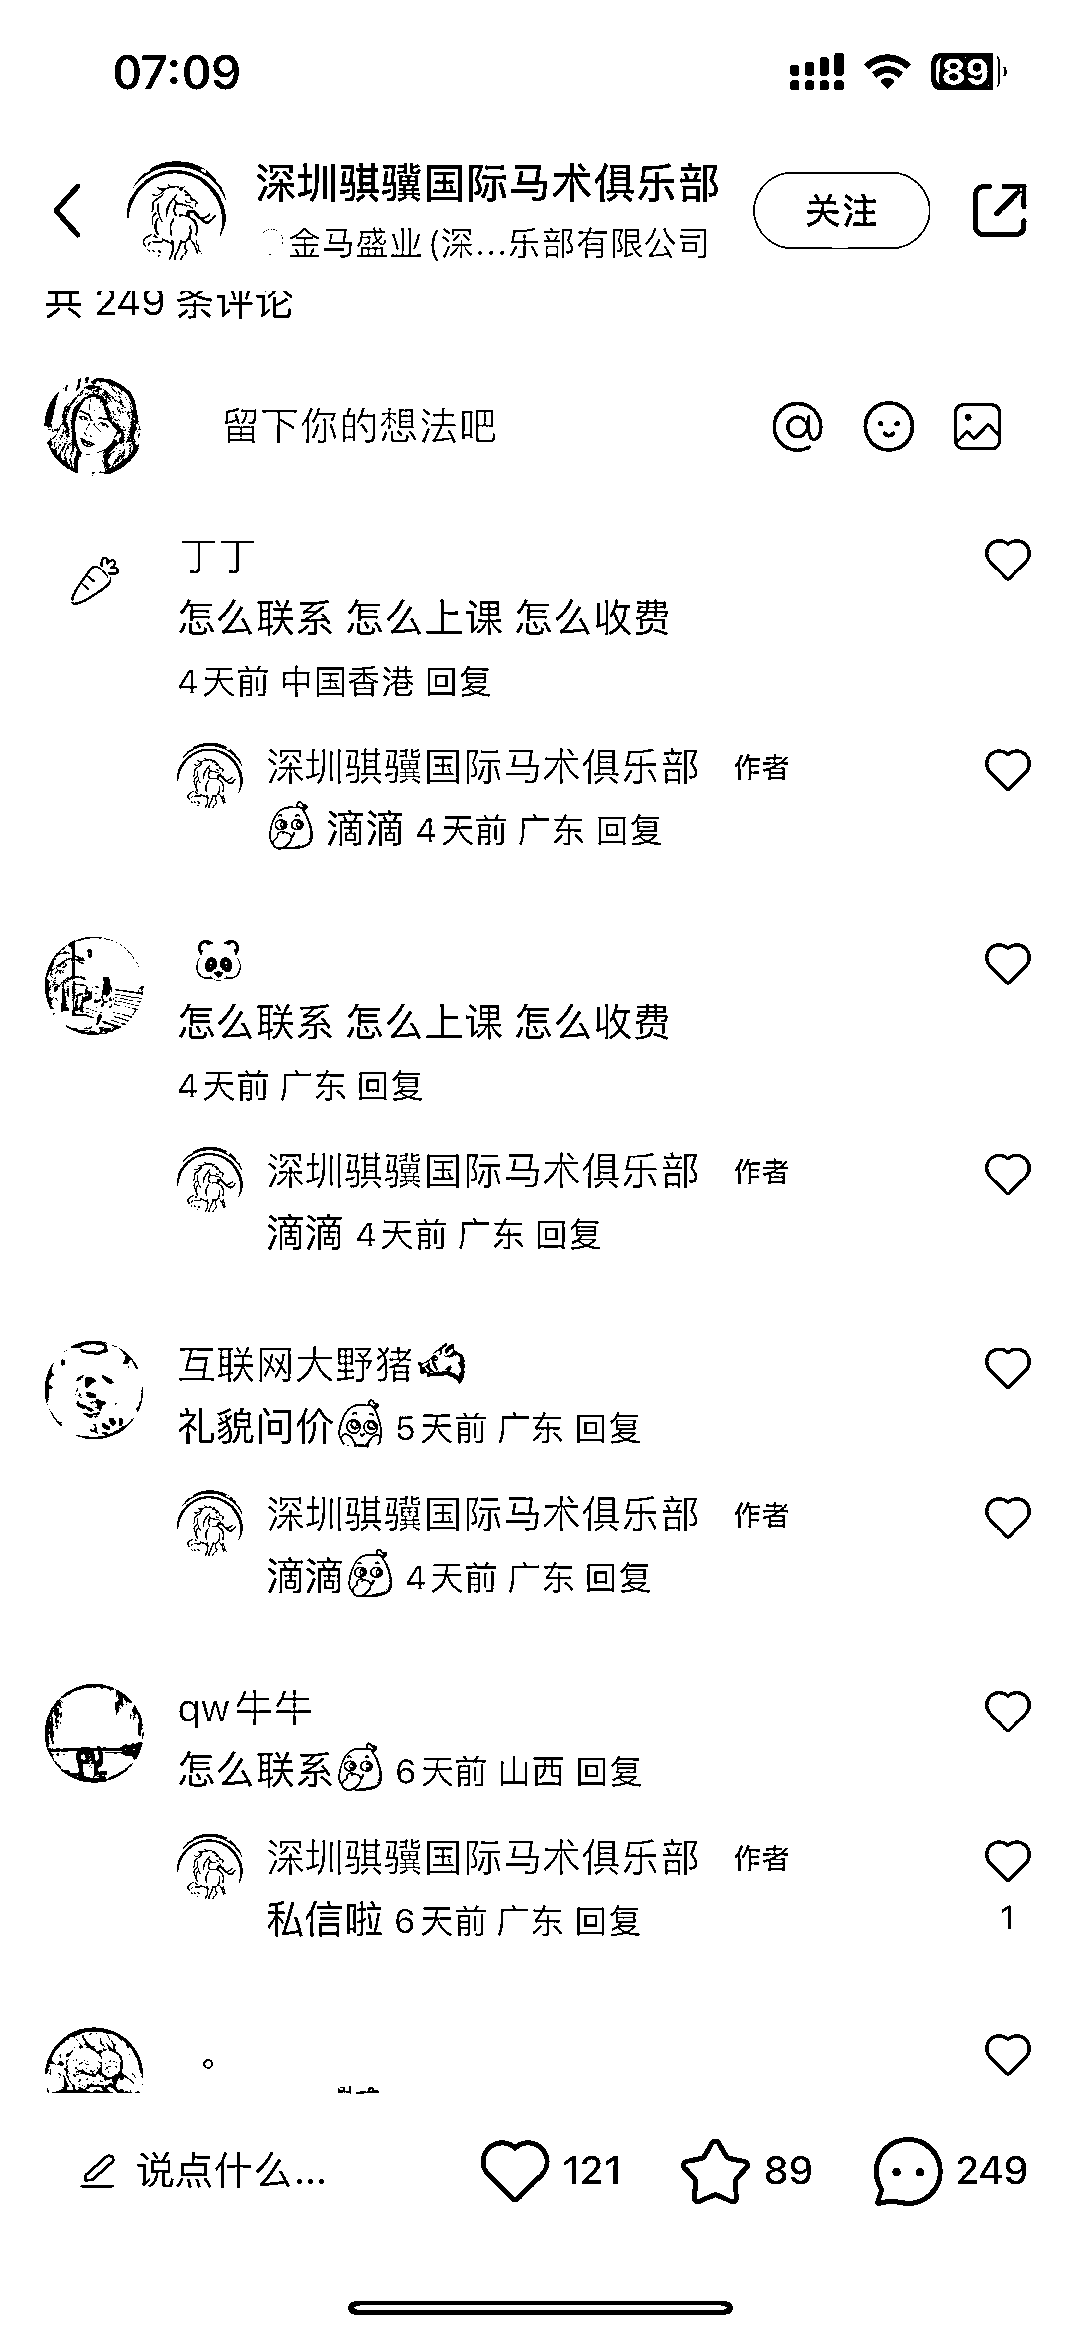 07:09
89
深圳骐骥国际马术俱乐部
金马盛业(深...乐部有限公司
关注
共 249 条评论
留下你的想法吧
丁丁
怎么联系 怎么上课 怎么收费
4天前 中国香港 回复
深圳骐骥国际马术俱乐部 作者
滴滴 4天前 广东 回复
怎么联系 怎么上课 怎么收费
4天前 广东 回复
深圳骐骥国际马术俱乐部 作者
滴滴 4天前 广东 回复
互联网大野猪
礼貌问价 5天前 广东 回复
深圳骐骥国际马术俱乐部 作者
滴滴 4天前 广东 回复
qw牛牛
怎么联系 6天前 山西 回复
深圳骐骥国际马术俱乐部 作者
私信啦 6天前 广东 回复
1
。
说点什么... 121 89 249